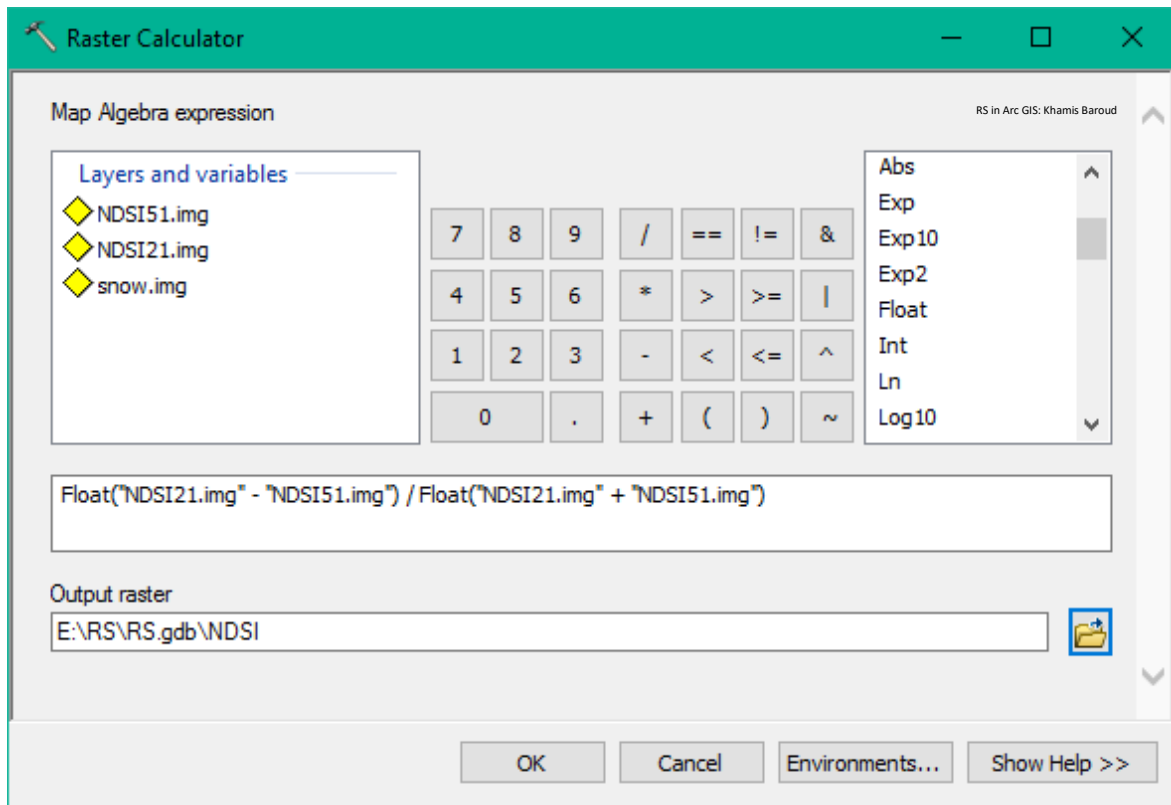 Raster Calculator
Map Algebra expression
RS in Arc GIS: Khamis Baroud
Layers and variables
NDSI51.img
NDSI21.img
snow.img
7 8 9 / == != &
4 5 6 * > >= |
1 2 3 - < <= ^
0 . + ( ) ~
Abs
Exp
Exp10
Exp2
Float
Int
Ln
Log10
Float("NDSI21.img" - "NDSI51.img") / Float("NDSI21.img" + "NDSI51.img")
Output raster
E:\RS\RS.gdb\NDSI
OK Cancel Environments... Show Help >>